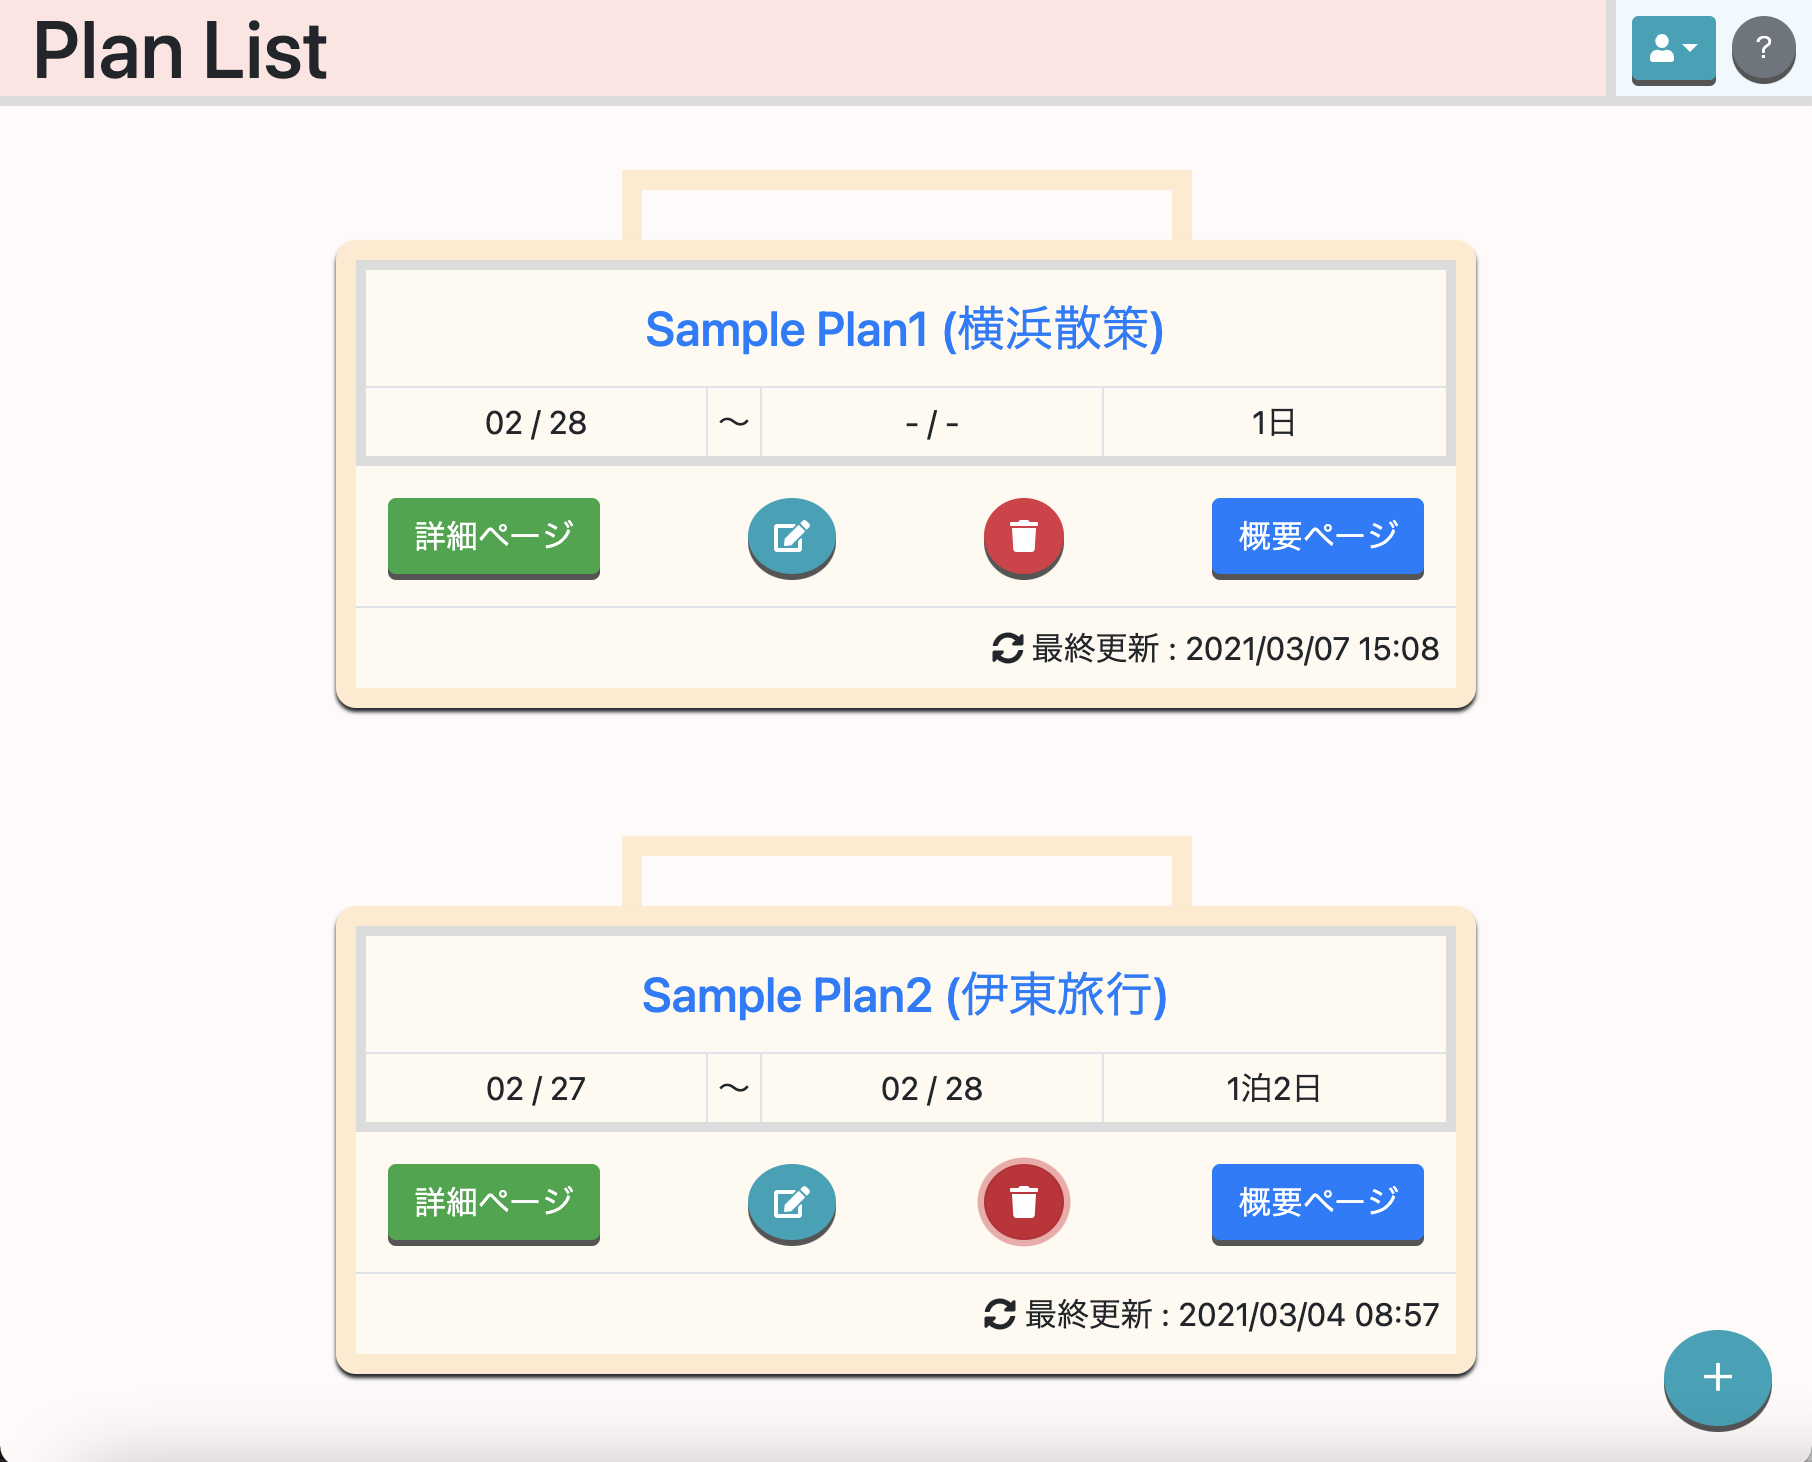 Plan List
?
Sample Plan1 (横浜散策)
02 / 28 〜 - / - 1日
詳細ページ 概要ページ
最終更新 : 2021/03/07 15:08
Sample Plan2 (伊東旅行)
02 / 27 〜 02 / 28 1泊2日
詳細ページ 概要ページ
最終更新 : 2021/03/04 08:57
+